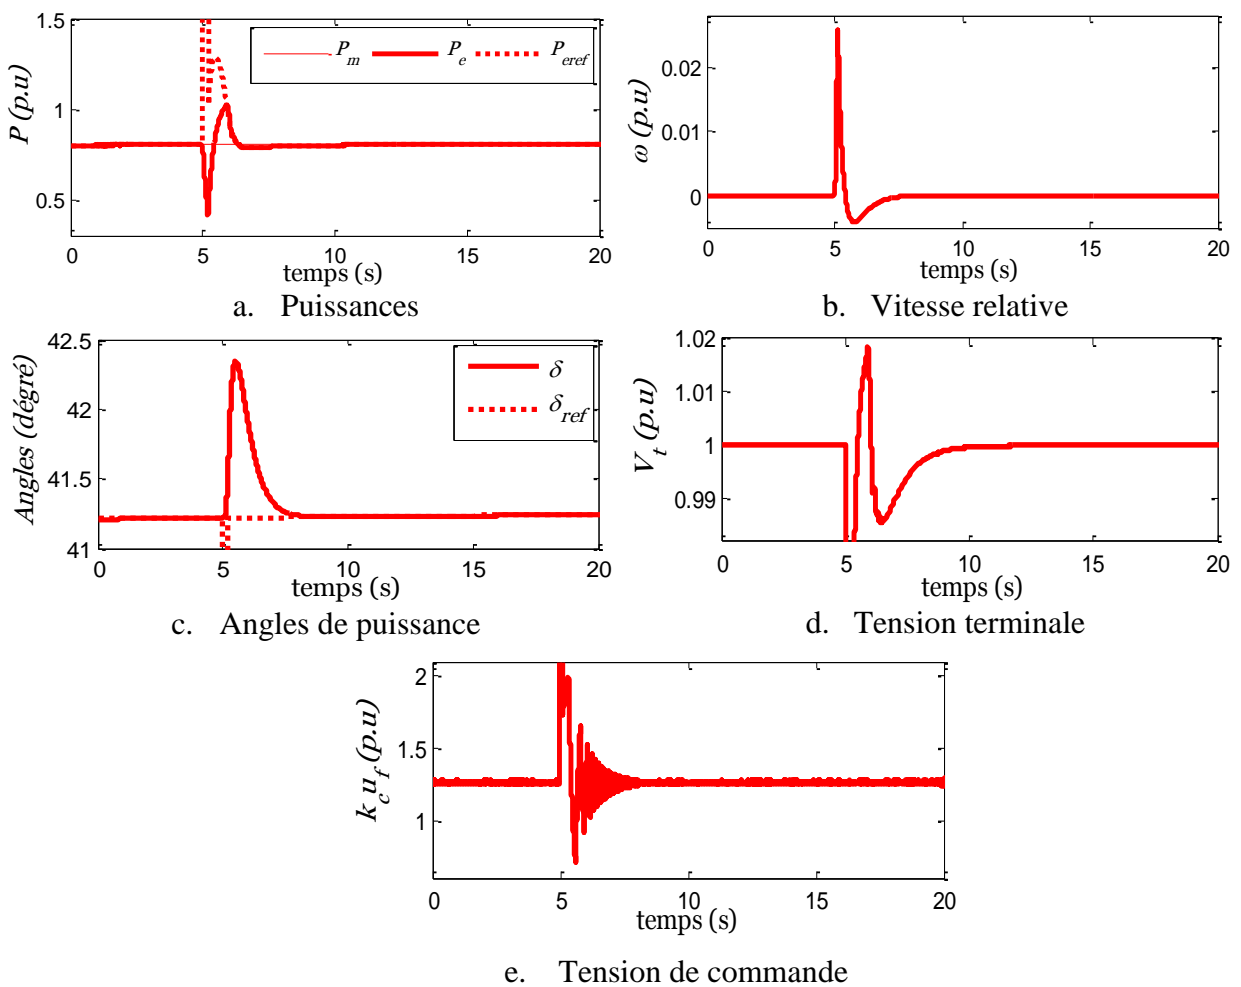 1.5
1
0.5
P (p.u)
P_m P_e P_eref
0 5 10 15 20
temps (s)
a. Puissances
0.02
0.01
0
ω (p.u)
0 5 10 15 20
temps (s)
b. Vitesse relative
42.5
42
41.5
41
Angles (dégré)
δ
δ_ref
0 5 10 15 20
temps (s)
c. Angles de puissance
1.02
1.01
1
0.99
V_t (p.u)
0 5 10 15 20
temps (s)
d. Tension terminale
2
1.5
1
k_c u_f (p.u)
0 5 10 15 20
temps (s)
e. Tension de commande